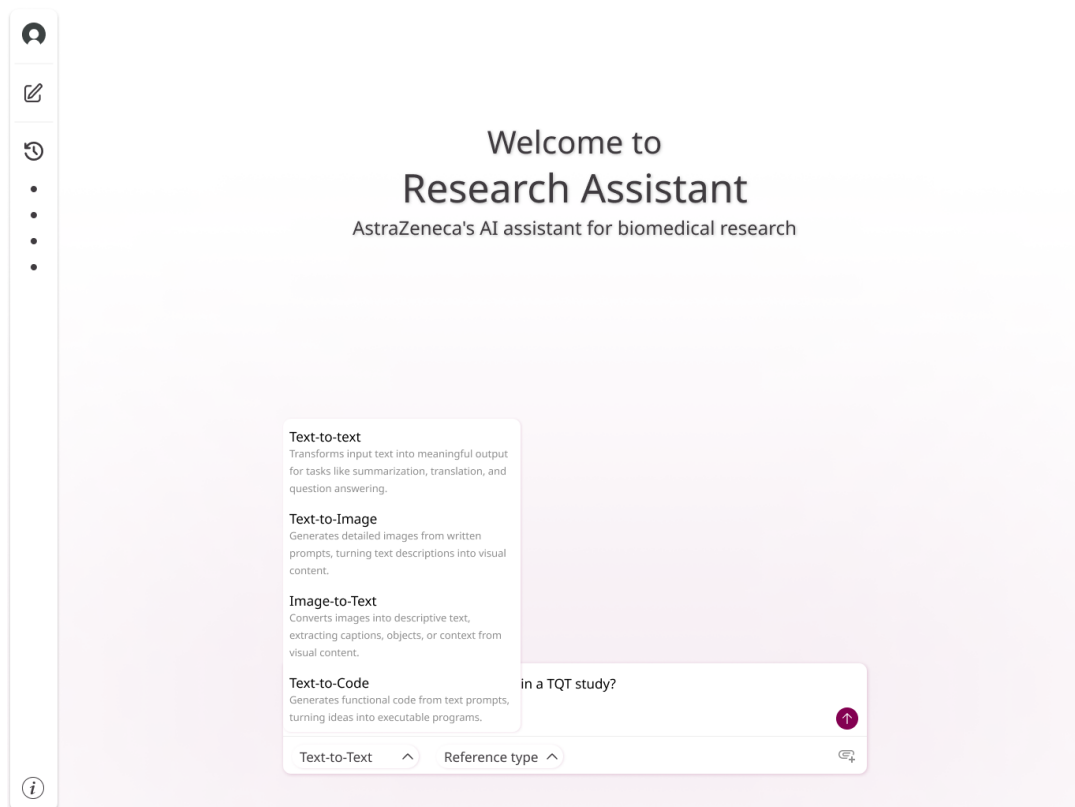 Welcome to
Research Assistant
AstraZeneca's AI assistant for biomedical research
Text-to-text
Transforms input text into meaningful output
for tasks like summarization, translation, and
question answering.
Text-to-Image
Generates detailed images from written
prompts, turning text descriptions into visual
content.
Image-to-Text
Converts images into descriptive text,
extracting captions, objects, or context from
visual content.
Text-to-Code
Generates functional code from text prompts,
turning ideas into executable programs.
in a TQT study?
Text-to-Text
Reference type
i